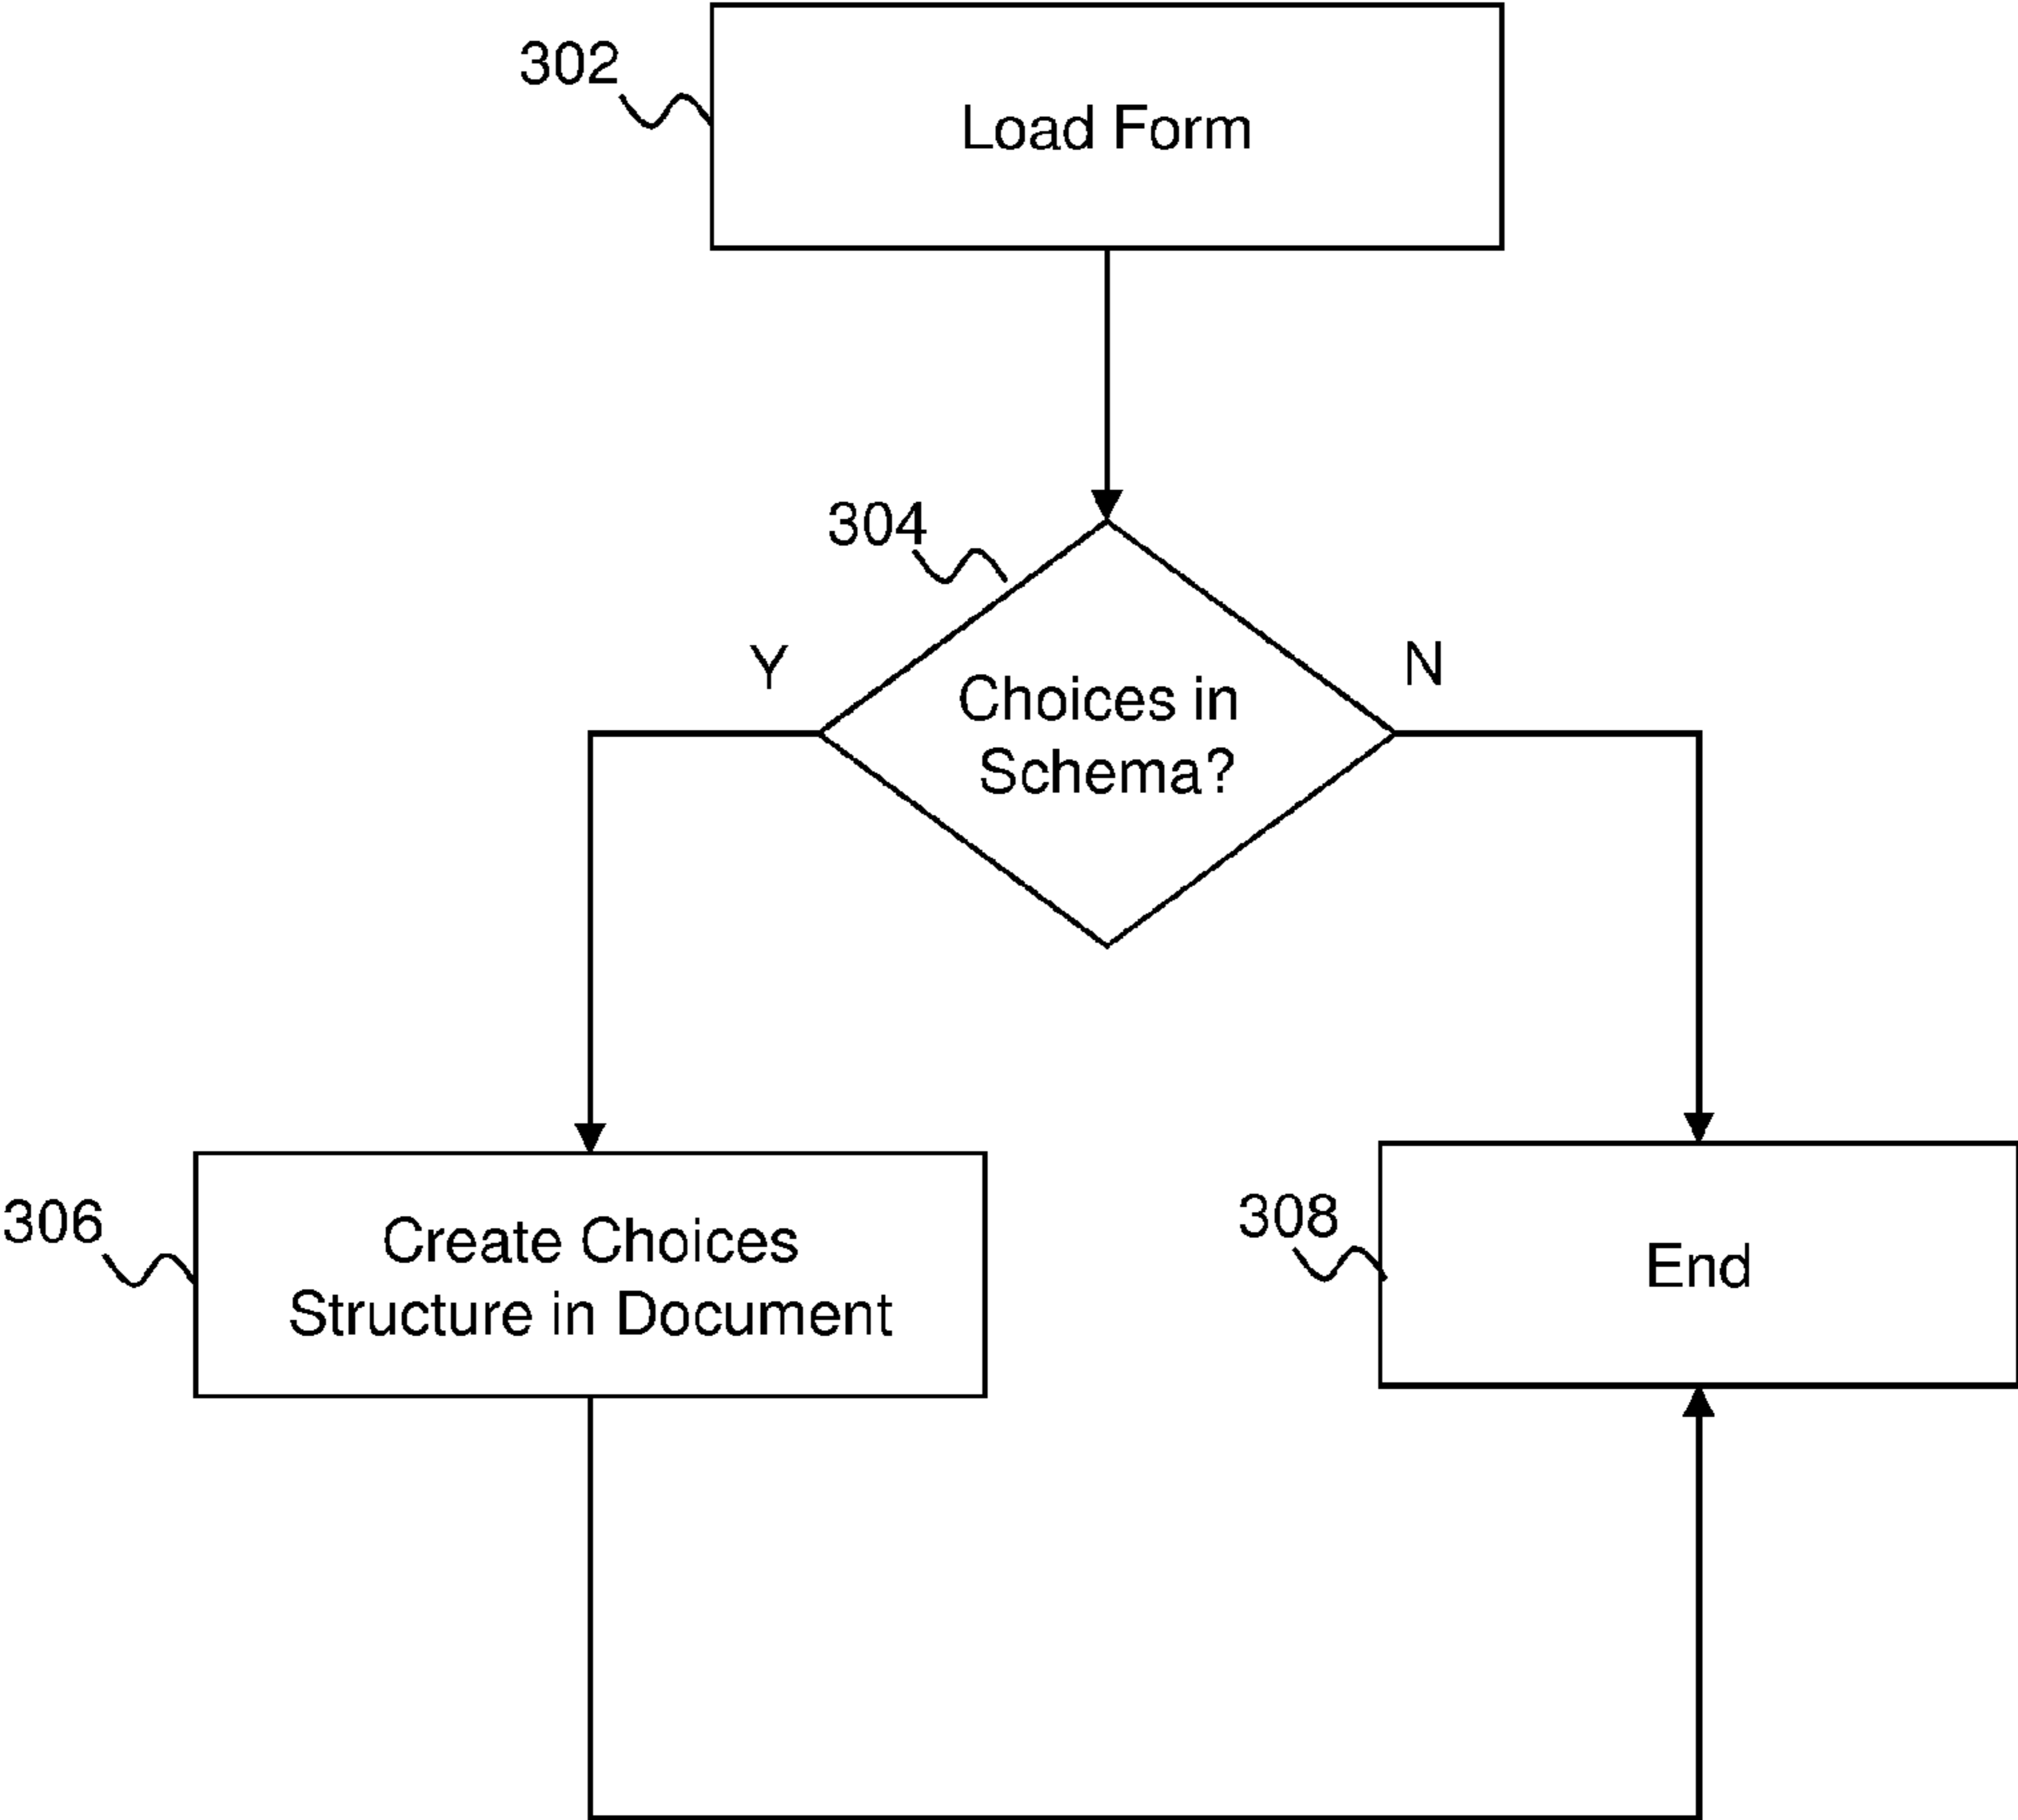 302
Load Form
304
Y
N
Choices in
Schema?
306
Create Choices
Structure in Document
308
End